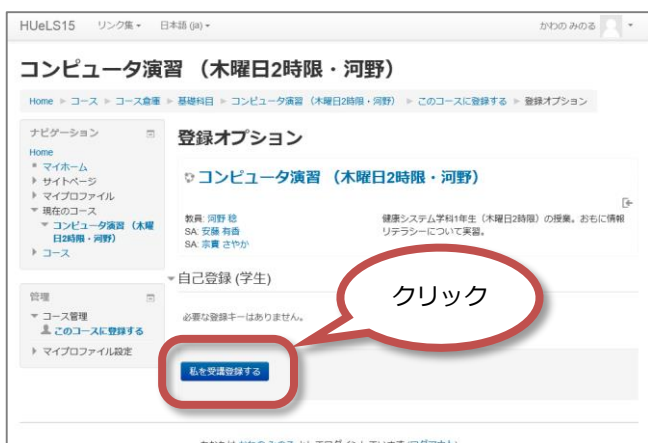 HUeLS15 リンク集 日本語 (ja) かわの みのる
コンピュータ演習 （木曜日2時限・河野）
Home ▶ コース ▶ コース倉庫 ▶ 基礎科目 ▶ コンピュータ演習 （木曜日2時限・河野） ▶ このコースに登録する ▶ 登録オプション
ナビゲーション
Home
マイホーム
サイトページ
マイプロファイル
現在のコース
コンピュータ演習 （木曜
日2時限・河野）
コース
管理
コース管理
このコースに登録する
マイプロファイル設定
登録オプション
コンピュータ演習 （木曜日2時限・河野）
教員: 河野 稔
SA: 安藤 有香
SA: 宗實 さやか
健康システム学科1年生（木曜日2時限）の授業。おもに情報
リテラシーについて実習。
自己登録 (学生)
クリック
必要な登録キーはありません。
私を受講登録する